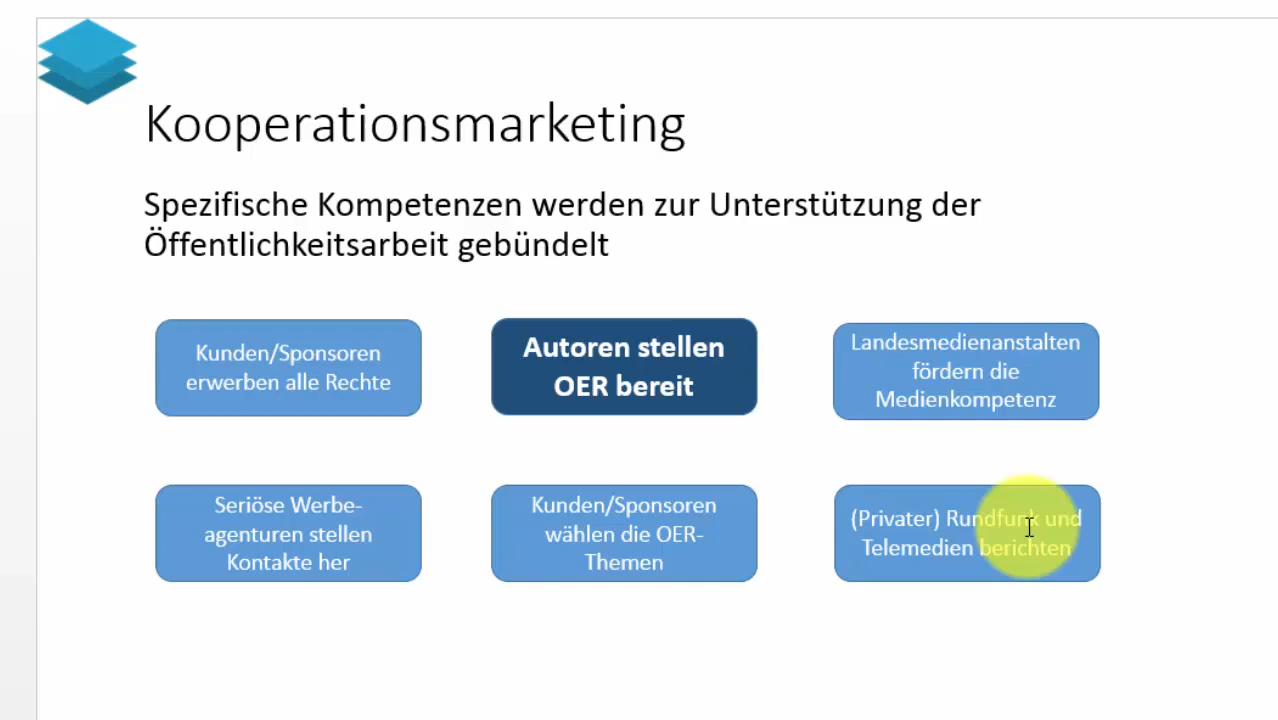 Kooperationsmarketing
Spezifische Kompetenzen werden zur Unterstützung der
Öffentlichkeitsarbeit gebündelt
Kunden/Sponsoren
erwerben alle Rechte
Autoren stellen
OER bereit
Landesmedienanstalten
fördern die
Medienkompetenz
Seriöse Werbe-
agenturen stellen
Kontakte her
Kunden/Sponsoren
wählen die OER-
Themen
(Privater) Rundfunk und
Telemedien berichten